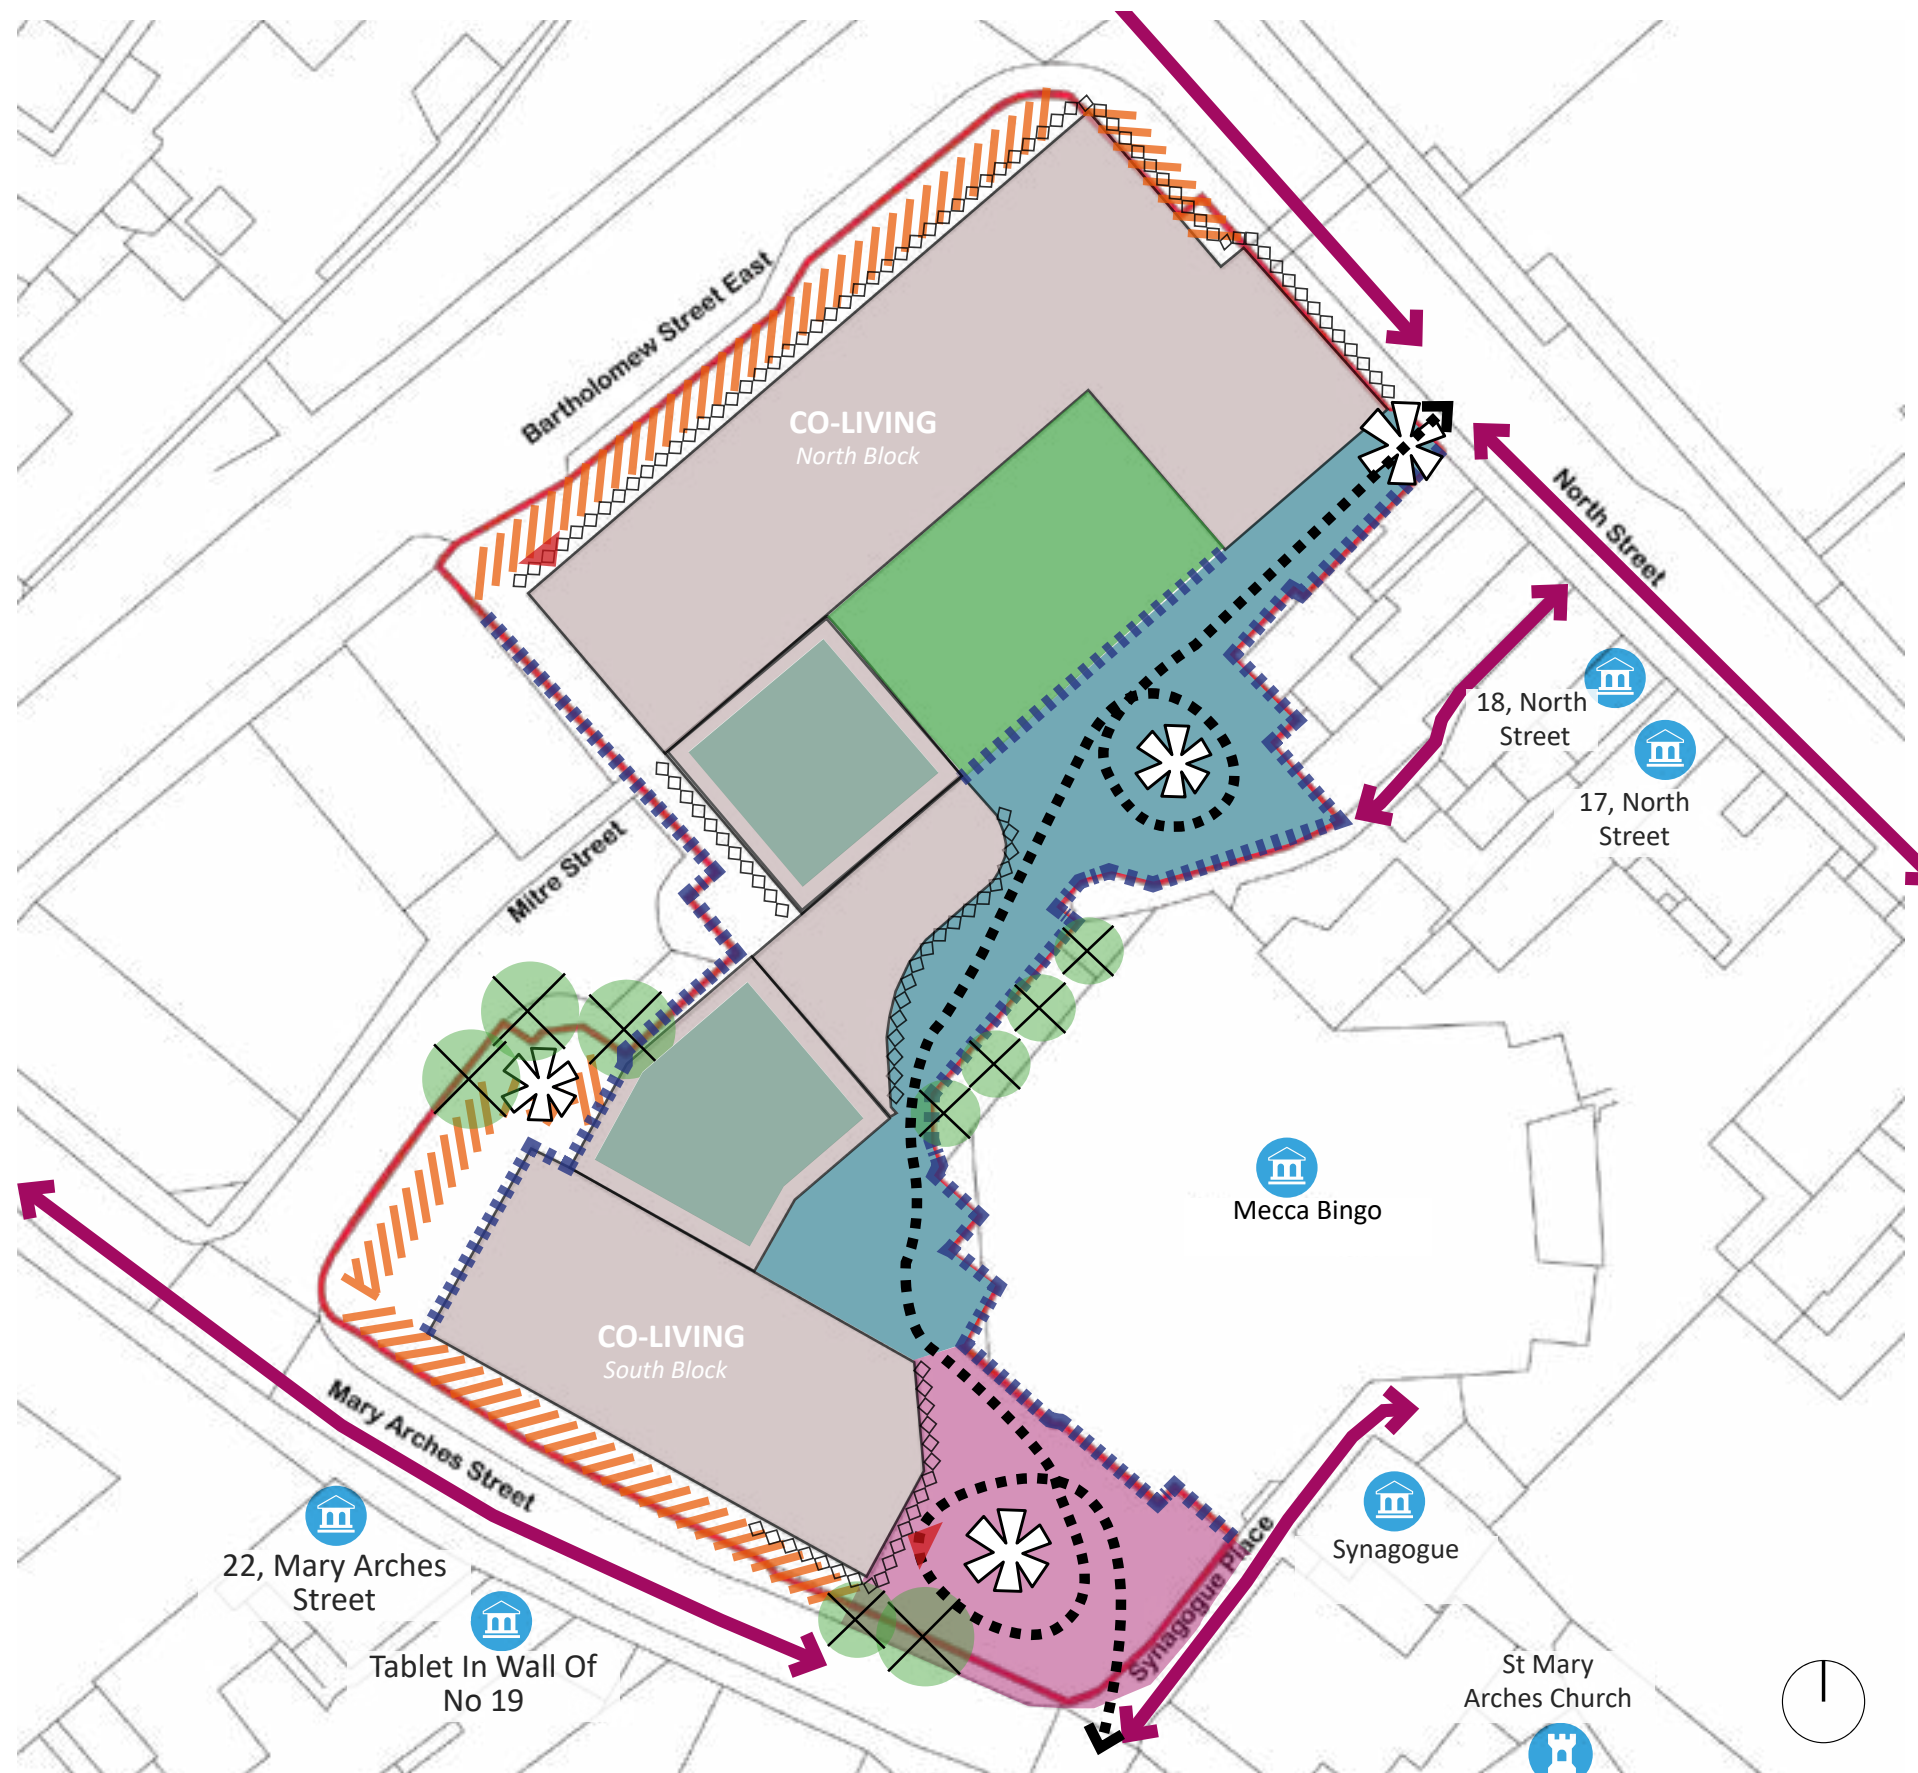 Bartholomew Street East
CO-LIVING
North Block
North Street
18, North
Street
17, North
Street
Mitre Street
Mecca Bingo
CO-LIVING
South Block
Mary Arches Street
22, Mary Arches
Street
Tablet In Wall Of
No 19
Synagogue
Synagogue Place
St Mary
Arches Church